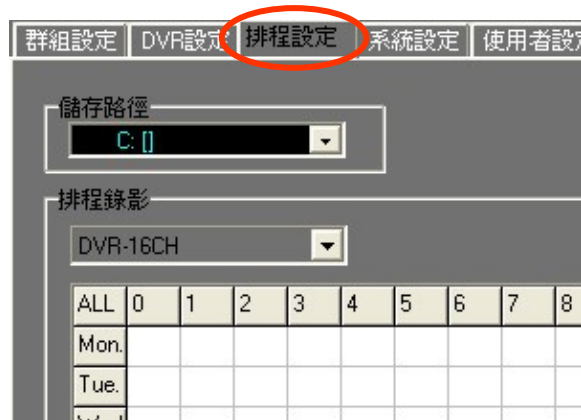 群組設定 DVR設定 排程設定 系統設定 使用者設定
儲存路徑
C: []
排程錄影
DVR-16CH
ALL 0 1 2 3 4 5 6 7 8
Mon.
Tue.